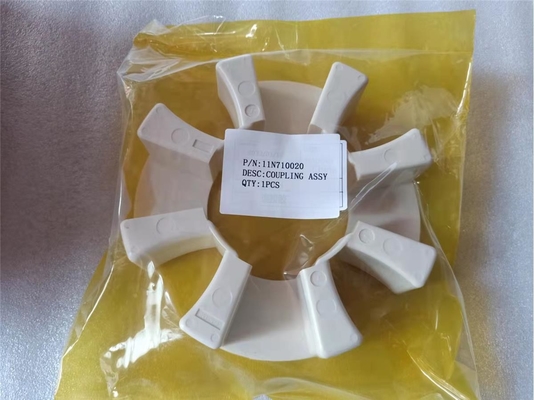 P/N:11N710020
DESC:COUPLING ASSY
QTY:1PCS